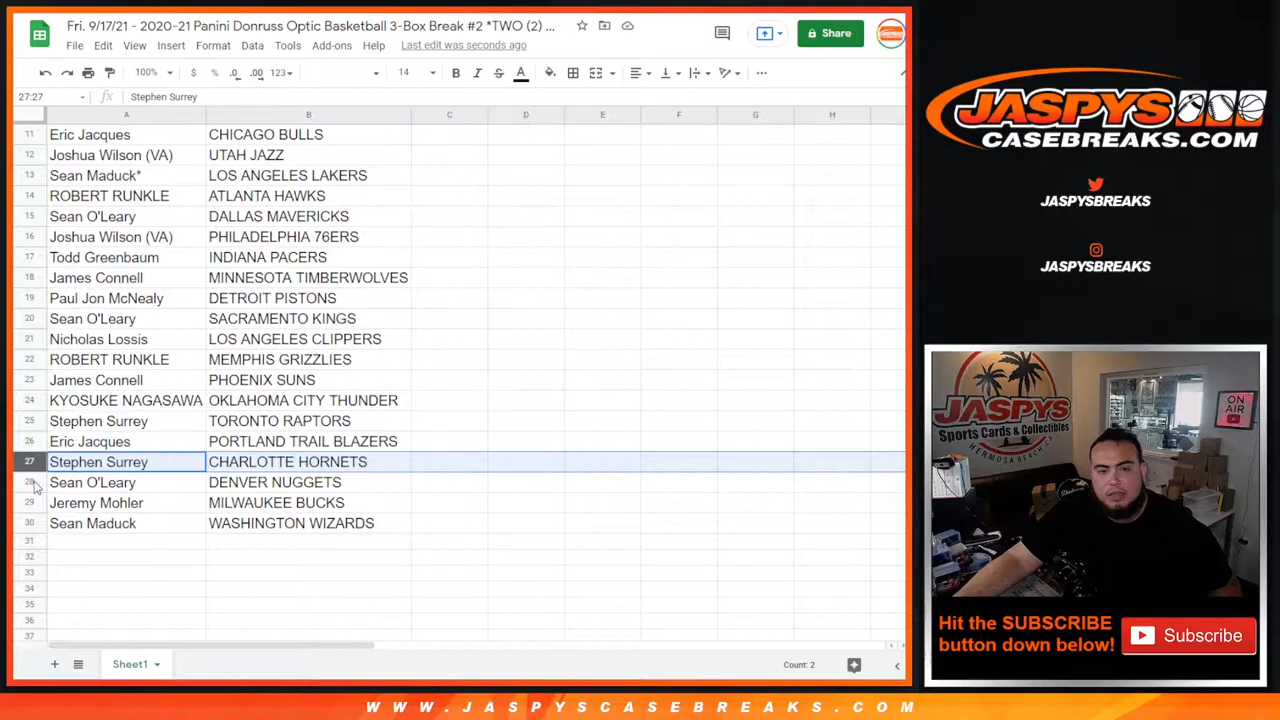 Fri. 9/17/21 - 2020-21 Panini Donruss Optic Basketball 3-Box Break #2 *TWO (2) ...
File Edit View Insert Format Data Tools Add-ons Help Last edit was seconds ago
Share
100% $ % .0 .00 123 14 B I S A
27:27 fx Stephen Surrey
A B C D E F G H
11 Eric Jacques CHICAGO BULLS
12 Joshua Wilson (VA) UTAH JAZZ
13 Sean Maduck* LOS ANGELES LAKERS
14 ROBERT RUNKLE ATLANTA HAWKS
15 Sean O'Leary DALLAS MAVERICKS
16 Joshua Wilson (VA) PHILADELPHIA 76ERS
17 Todd Greenbaum INDIANA PACERS
18 James Connell MINNESOTA TIMBERWOLVES
19 Paul Jon McNealy DETROIT PISTONS
20 Sean O'Leary SACRAMENTO KINGS
21 Nicholas Lossis LOS ANGELES CLIPPERS
22 ROBERT RUNKLE MEMPHIS GRIZZLIES
23 James Connell PHOENIX SUNS
24 KYOSUKE NAGASAWA OKLAHOMA CITY THUNDER
25 Stephen Surrey TORONTO RAPTORS
26 Eric Jacques PORTLAND TRAIL BLAZERS
27 Stephen Surrey CHARLOTTE HORNETS
28 Sean O'Leary DENVER NUGGETS
29 Jeremy Mohler MILWAUKEE BUCKS
30 Sean Maduck WASHINGTON WIZARDS
31
32
33
34
35
36
37
Sheet1
Count: 2
JASPYS
CASEBREAKS.COM
JASPYSBREAKS
JASPYSBREAKS
JASPYS
Sports Cards & Collectibles
HERMOSA BEACH
ON
AIR
Hit the SUBSCRIBE
button down below!
Subscribe
WWW.JASPYSCASEBREAKS.COM